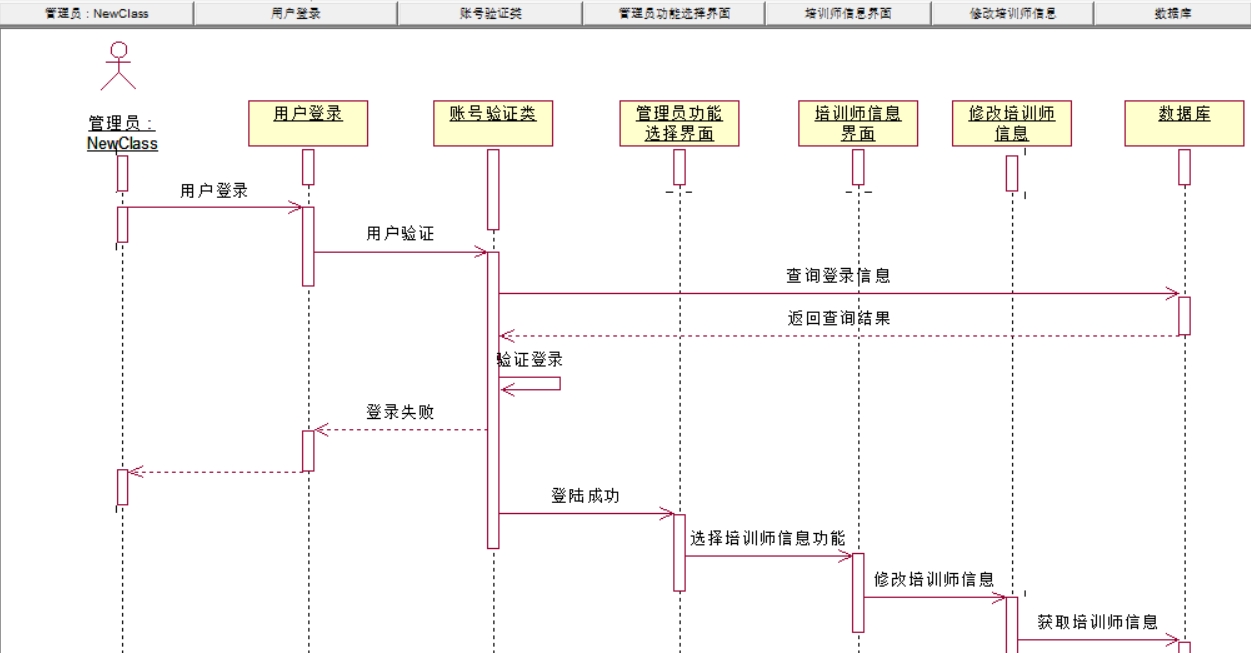 管理员：NewClass
用户登录
账号验证类
管理员功能选择界面
培训师信息界面
修改培训师信息
数据库
管理员：
NewClass
用户登录
账号验证类
管理员功能
选择界面
培训师信息
界面
修改培训师
信息
数据库
用户登录
用户验证
查询登录信息
返回查询结果
验证登录
登录失败
登陆成功
选择培训师信息功能
修改培训师信息
获取培训师信息